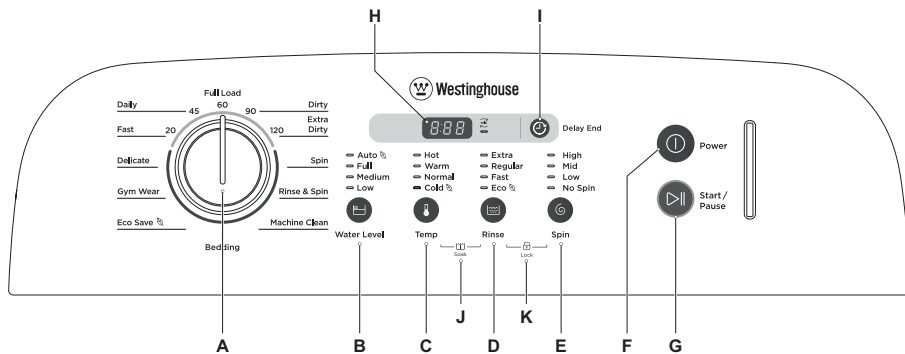 H
I
Westinghouse
Full Load
Daily
45
60
90
Dirty
Fast
20
120
Extra
Dirty
Delicate
Spin
Gym Wear
Rinse & Spin
Eco Save
Machine Clean
Bedding
8:88
Delay End
Auto
Full
Medium
Low
Water Level
Hot
Warm
Normal
Cold
Temp
Extra
Regular
Fast
Eco
Rinse
High
Mid
Low
No Spin
Spin
Soak
Lock
Power
Start/
Pause
J
K
A
B
C
D
E
F
G